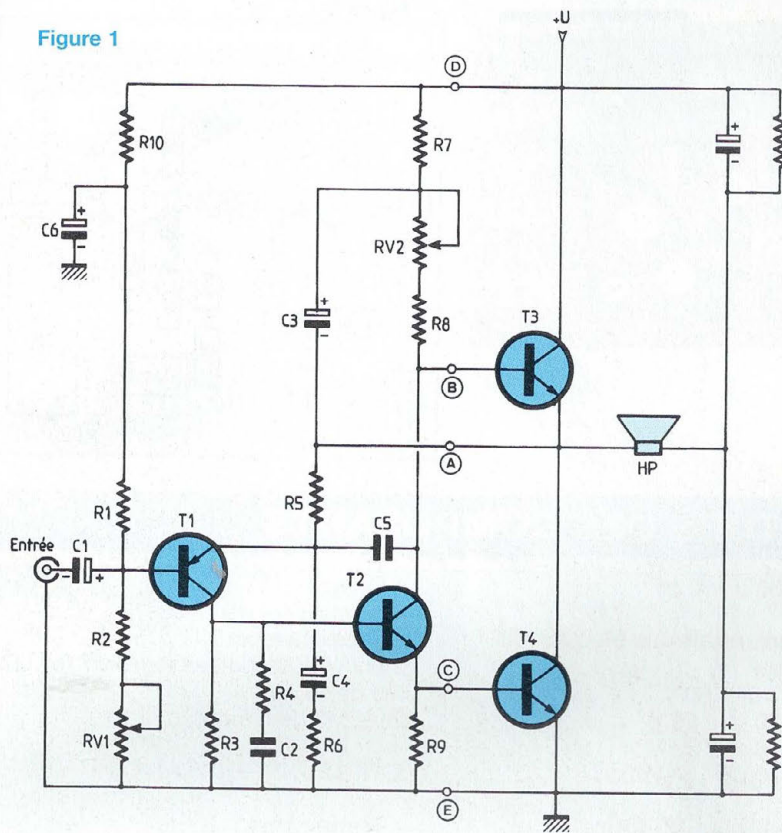 Figure 1
+U
D
R10
R7
+
-
+
C6
-
RV2
+
C3
-
R8
T3
B
A
HP
R1
R5
T1
C5
Entrée
C1
- +
T2
R2
+
C4
-
C
T4
R4
RV1
R3
C2
R6
R9
+
-
E